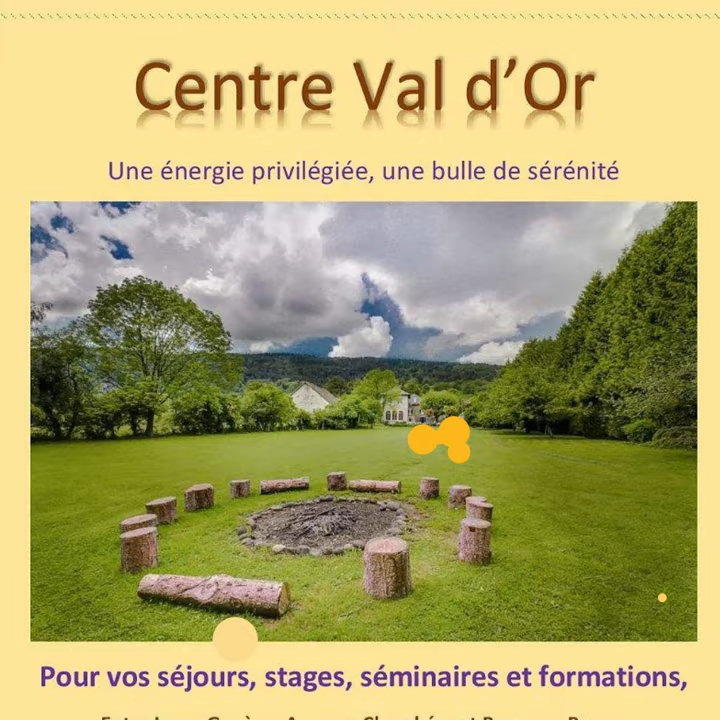 Centre Val d'Or
Une énergie privilégiée, une bulle de sérénité
Pour vos séjours, stages, séminaires et formations,